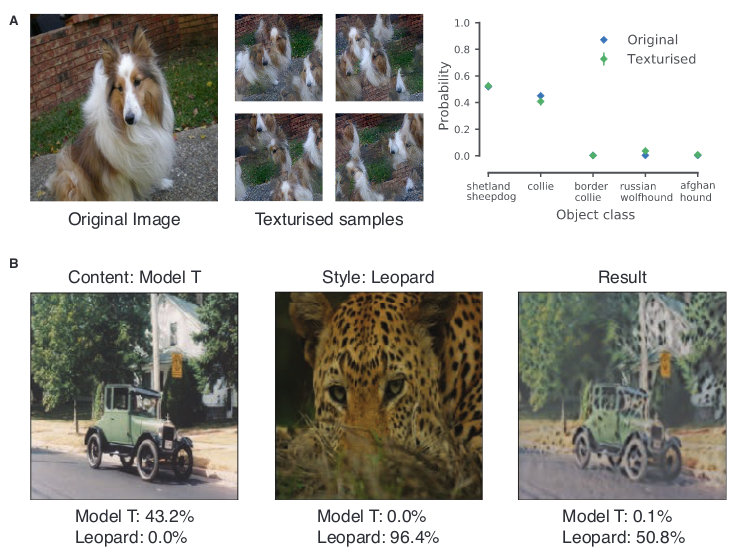 A
1.0
0.8
0.6
0.4
0.2
0.0
Probability
Original
Texturised
shetland sheepdog
collie
border collie
russian wolfhound
afghan hound
Object class
Original Image
Texturised samples
B
Content: Model T
Style: Leopard
Result
Model T: 43.2%
Leopard: 0.0%
Model T: 0.0%
Leopard: 96.4%
Model T: 0.1%
Leopard: 50.8%